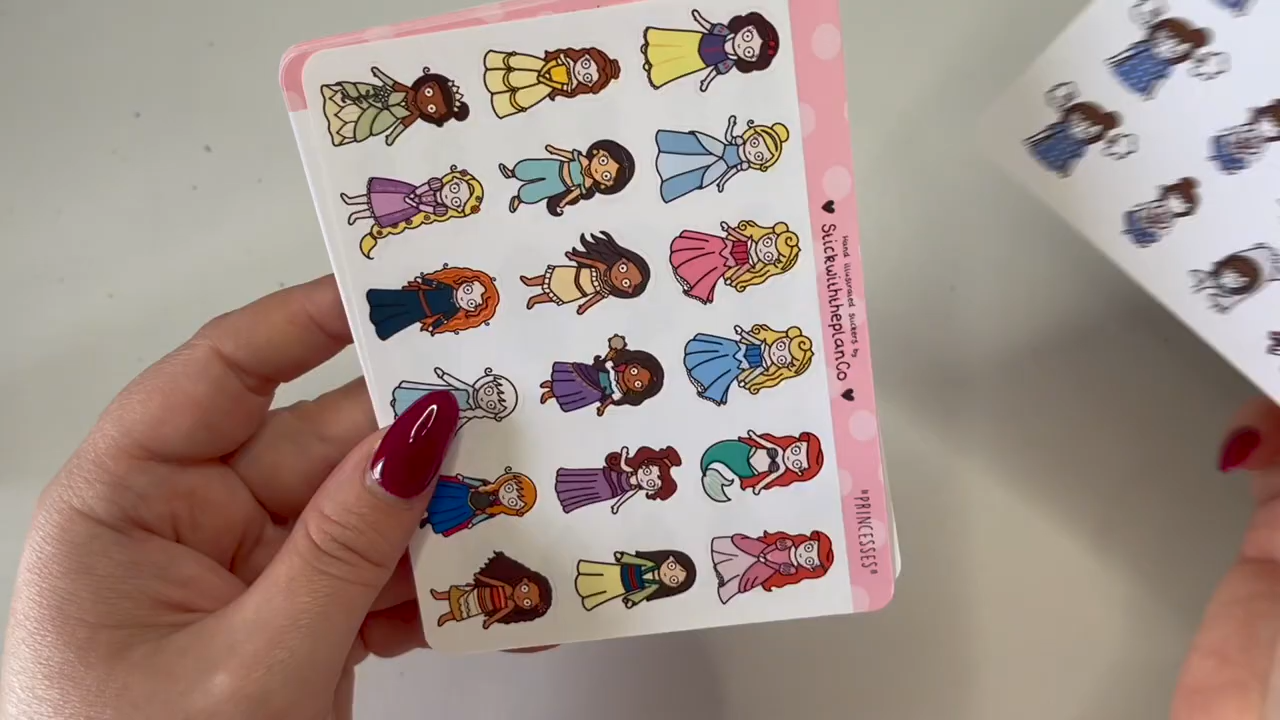 Hand illustrated stickers by
♥ StickwiththeplanCo ♥
"PRINCESSES"